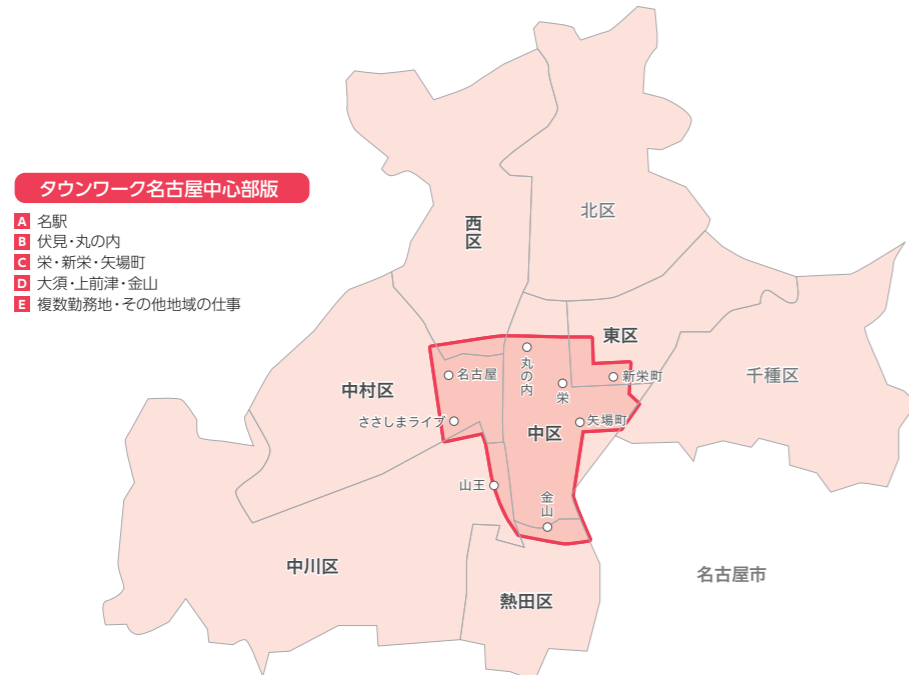 タウンワーク名古屋中心部版
A 名駅
B 伏見・丸の内
C 栄・新栄・矢場町
D 大須・上前津・金山
E 複数勤務地・その他地域の仕事
西区
北区
東区
千種区
中村区
名古屋
丸の内
栄
新栄町
ささしまライブ
中区
矢場町
山王
金山
中川区
熱田区
名古屋市